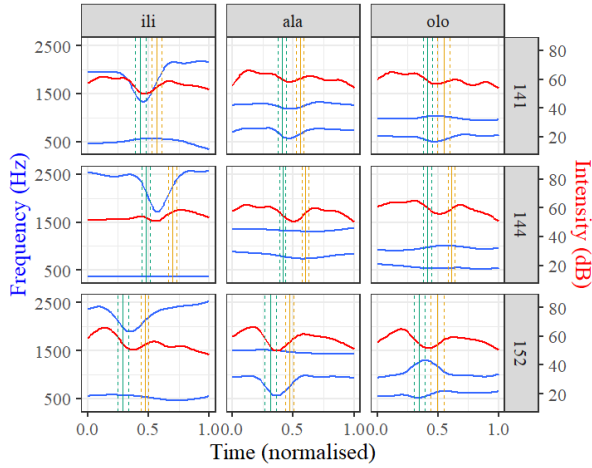 ili ala olo
2500 1500 500 80 60 40 20 141
2500 1500 500 80 60 40 20 144
2500 1500 500 80 60 40 20 152
Frequency (Hz)
Intensity (dB)
0.0 0.5 1.00.0 0.5 1.00.0 0.5 1.0
Time (normalised)